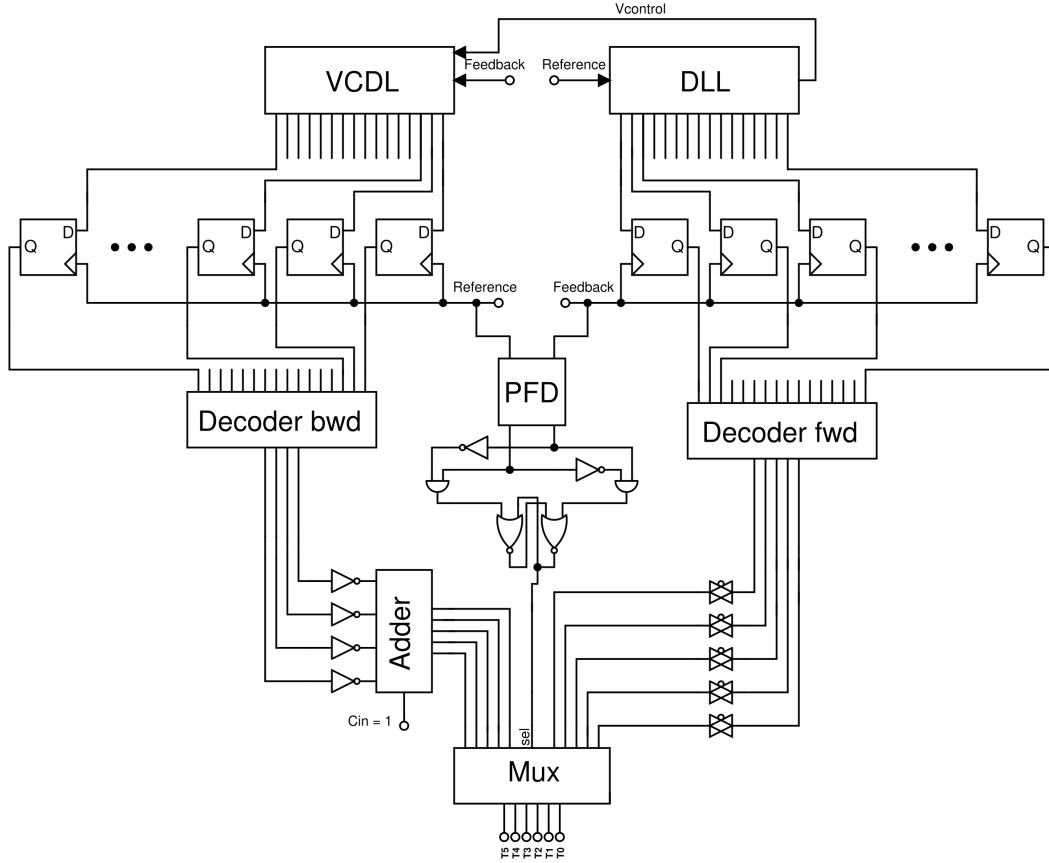 Vcontrol
VCDL
Feedback
Reference
DLL
Q D
Q D
Q D
Q D
D Q
D Q
D Q
D Q
Reference
Feedback
PFD
Decoder bwd
Decoder fwd
Adder
Cin = 1
sel
Mux
T5
T4
T3
T2
T1
T0